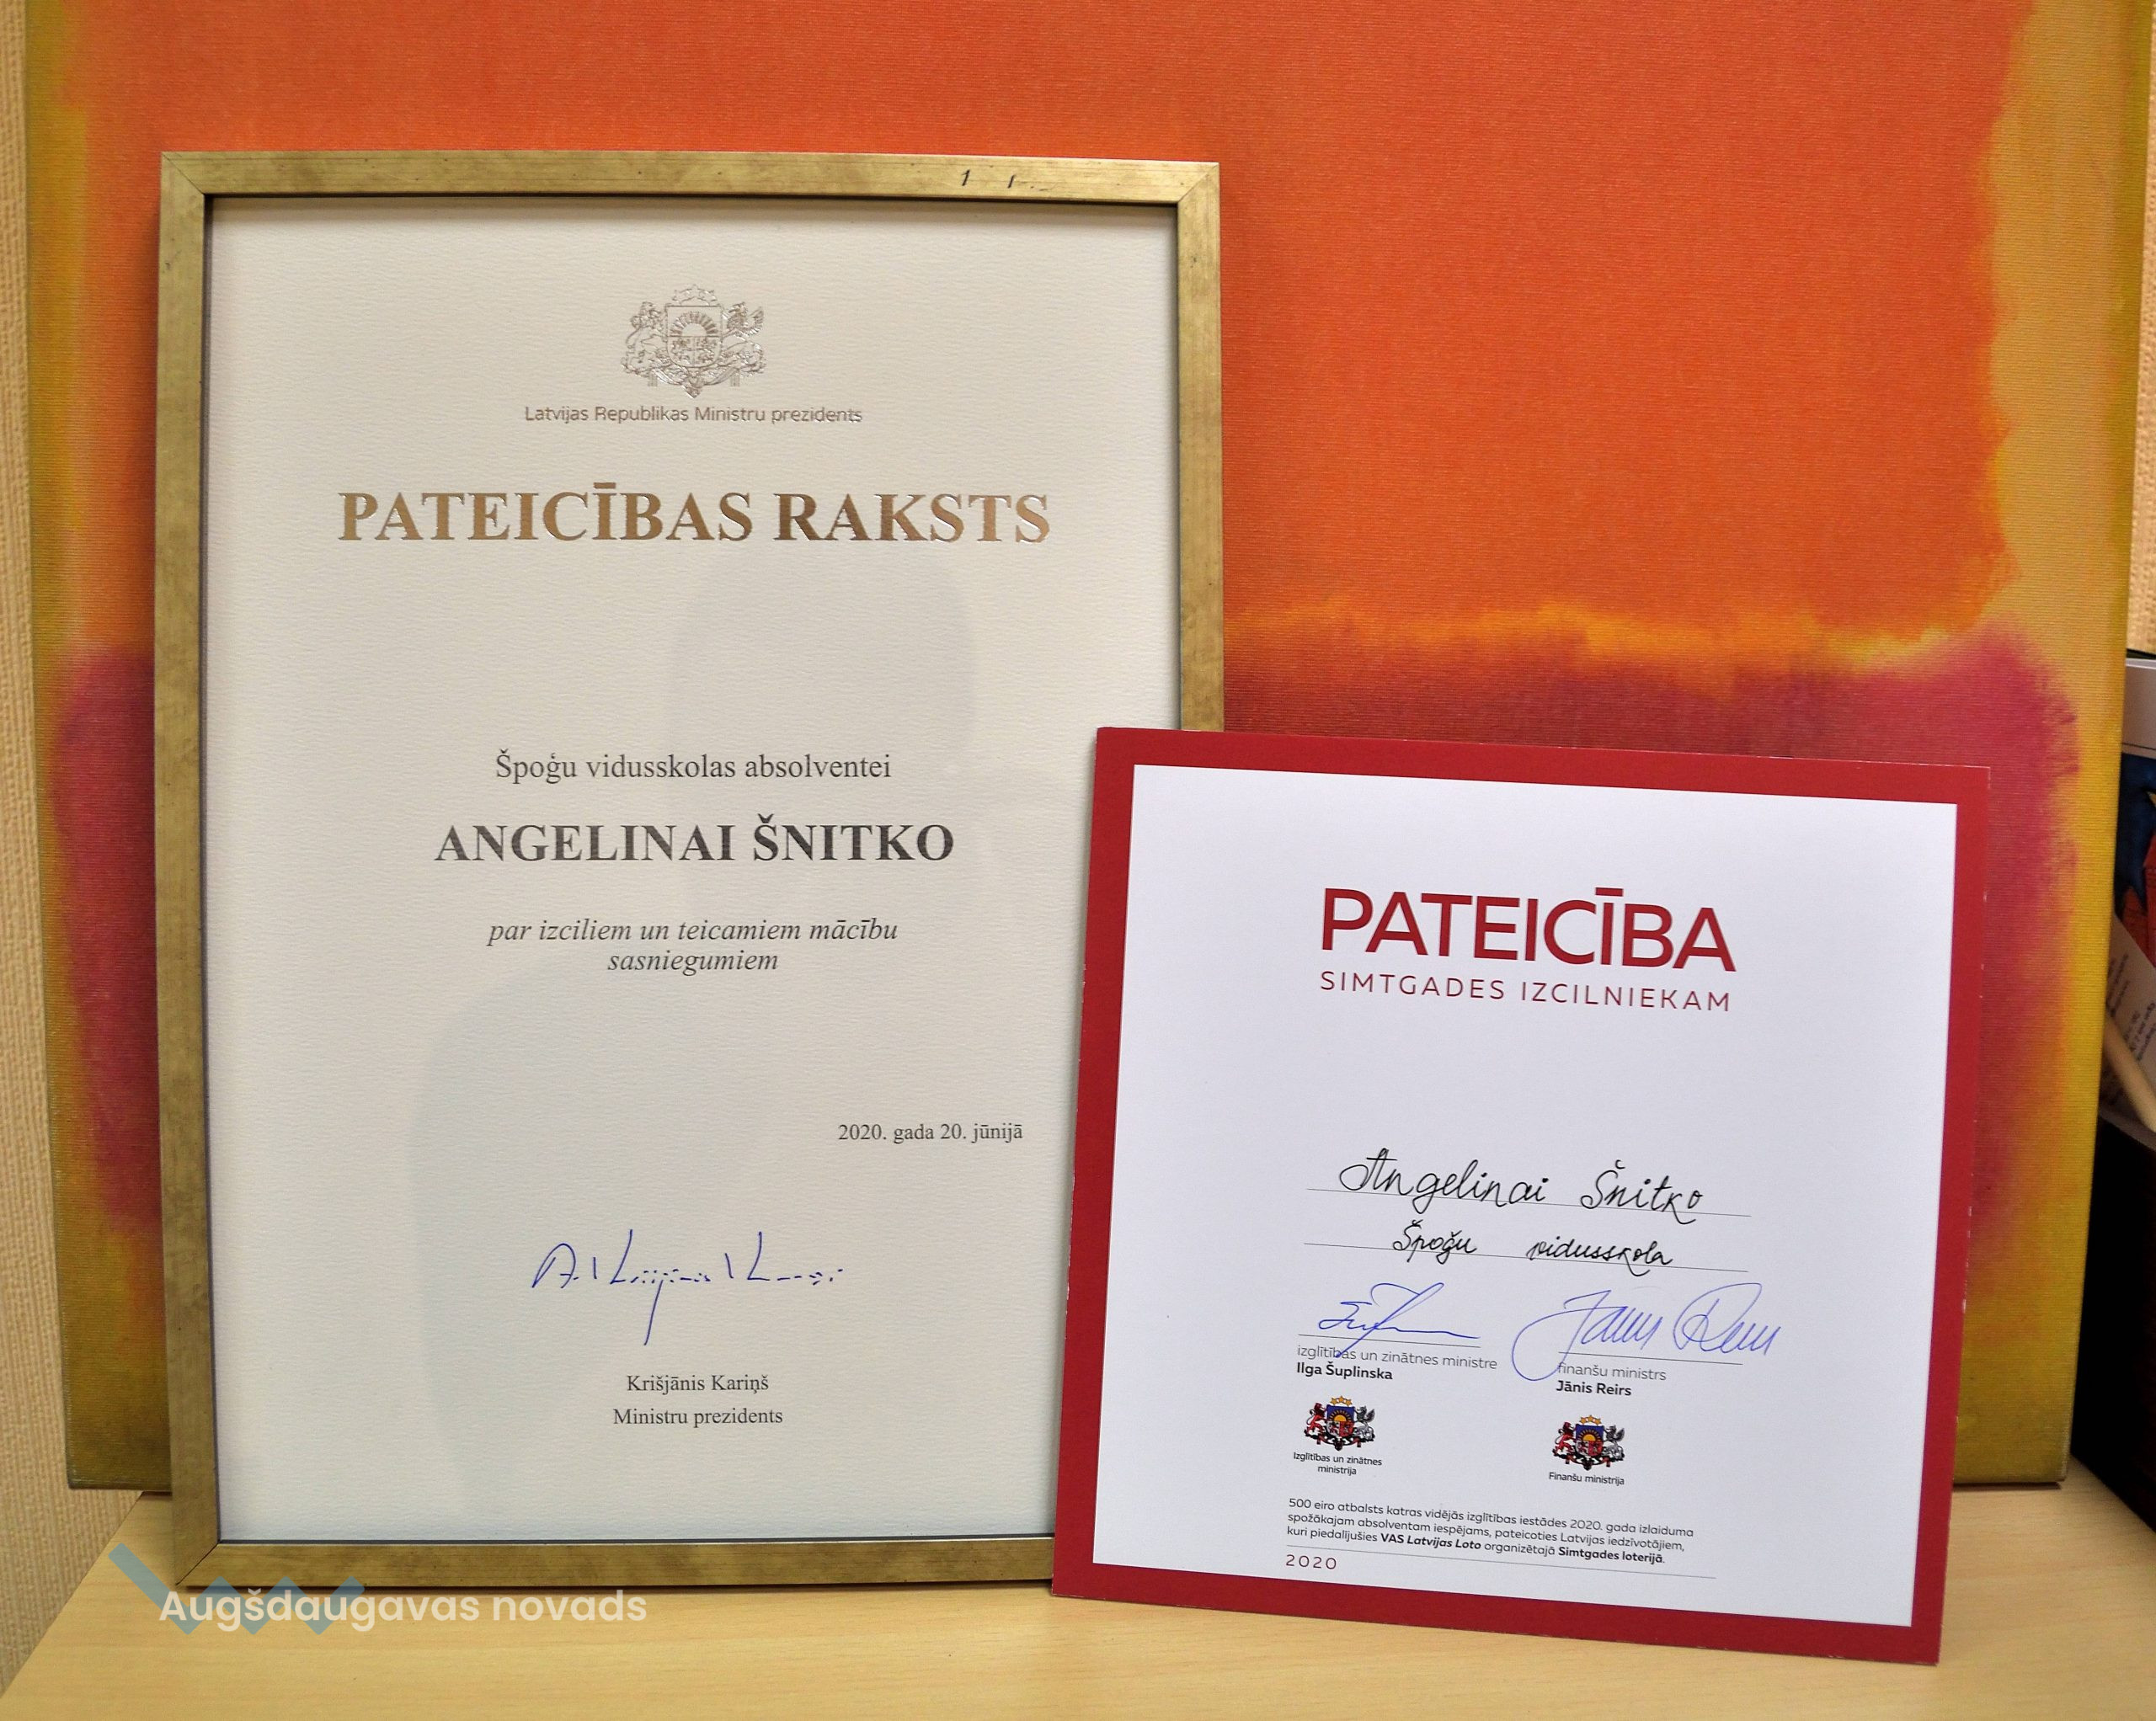 Latvijas Republikas Ministru prezidents
PATEICĪBAS RAKSTS
Špoģu vidusskolas absolventei
ANGELINAI ŠNITKO
par izciliem un teicamiem mācību
sasniegumiem
2020. gada 20. jūnijā
Krišjānis Kariņš
Ministru prezidents
PATEICĪBA
SIMTGADES IZCILNIEKAM
Angelinai Šnitko
Špoģu vidusskola
izglītības un zinātnes ministre
Ilga Šuplinska
finanšu ministrs
Jānis Reirs
Izglītības un zinātnes
ministrija
Finanšu ministrija
500 eiro atbalsts katras vidējās izglītības iestādes 2020. gada izlaiduma
spožākajam absolventam iespējams, pateicoties Latvijas iedzīvotājiem,
kuri piedalījušies VAS Latvijas Loto organizētajā Simtgades loterijā.
2020
Augšdaugavas novads